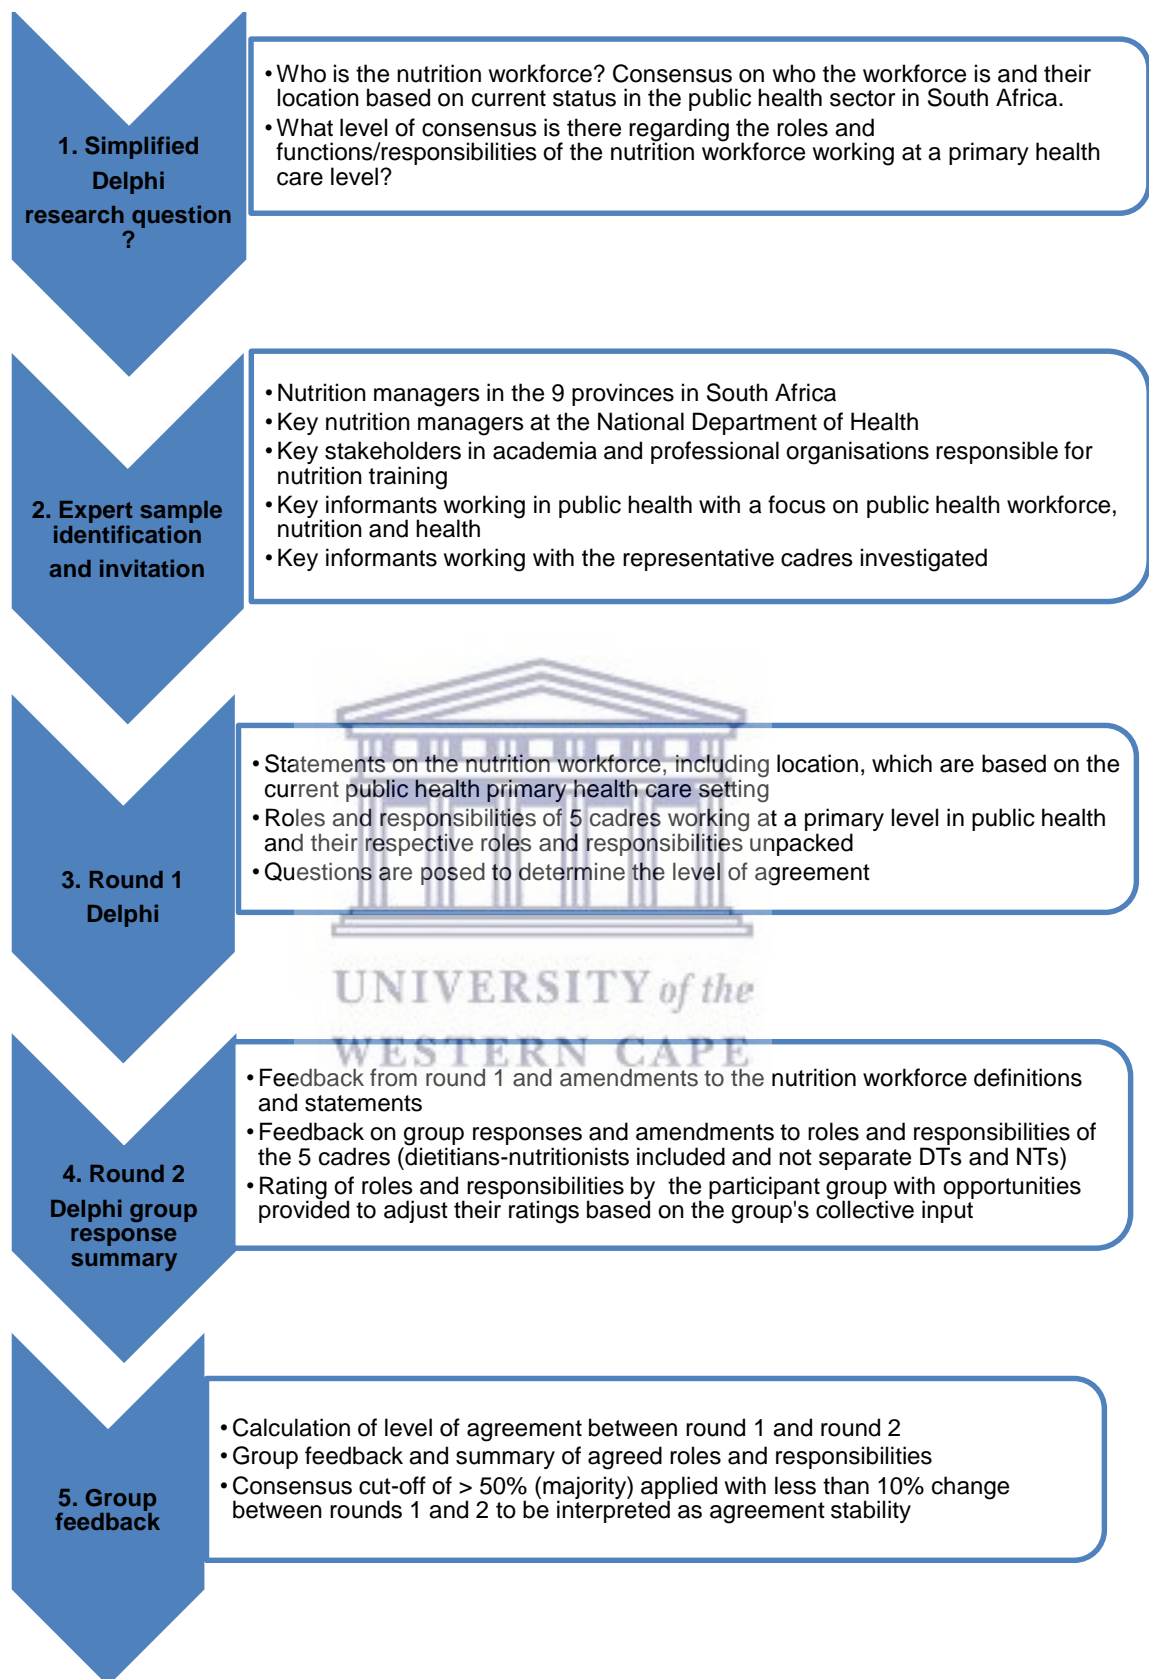 1. Simplified
Delphi
research question
?
• Who is the nutrition workforce? Consensus on who the workforce is and their
location based on current status in the public health sector in South Africa.
• What level of consensus is there regarding the roles and
functions/responsibilities of the nutrition workforce working at a primary health
care level?
2. Expert sample
identification
and invitation
• Nutrition managers in the 9 provinces in South Africa
• Key nutrition managers at the National Department of Health
• Key stakeholders in academia and professional organisations responsible for
nutrition training
• Key informants working in public health with a focus on public health workforce,
nutrition and health
• Key informants working with the representative cadres investigated
3. Round 1
Delphi
• Statements on the nutrition workforce, including location, which are based on the
current public health primary health care setting
• Roles and responsibilities of 5 cadres working at a primary level in public health
and their respective roles and responsibilities unpacked
• Questions are posed to determine the level of agreement
UNIVERSITY of the
WESTERN CAPE
4. Round 2
Delphi group
response
summary
• Feedback from round 1 and amendments to the nutrition workforce definitions
and statements
• Feedback on group responses and amendments to roles and responsibilities of
the 5 cadres (dietitians-nutritionists included and not separate DTs and NTs)
• Rating of roles and responsibilities by the participant group with opportunities
provided to adjust their ratings based on the group's collective input
5. Group
feedback
• Calculation of level of agreement between round 1 and round 2
• Group feedback and summary of agreed roles and responsibilities
• Consensus cut-off of > 50% (majority) applied with less than 10% change
between rounds 1 and 2 to be interpreted as agreement stability